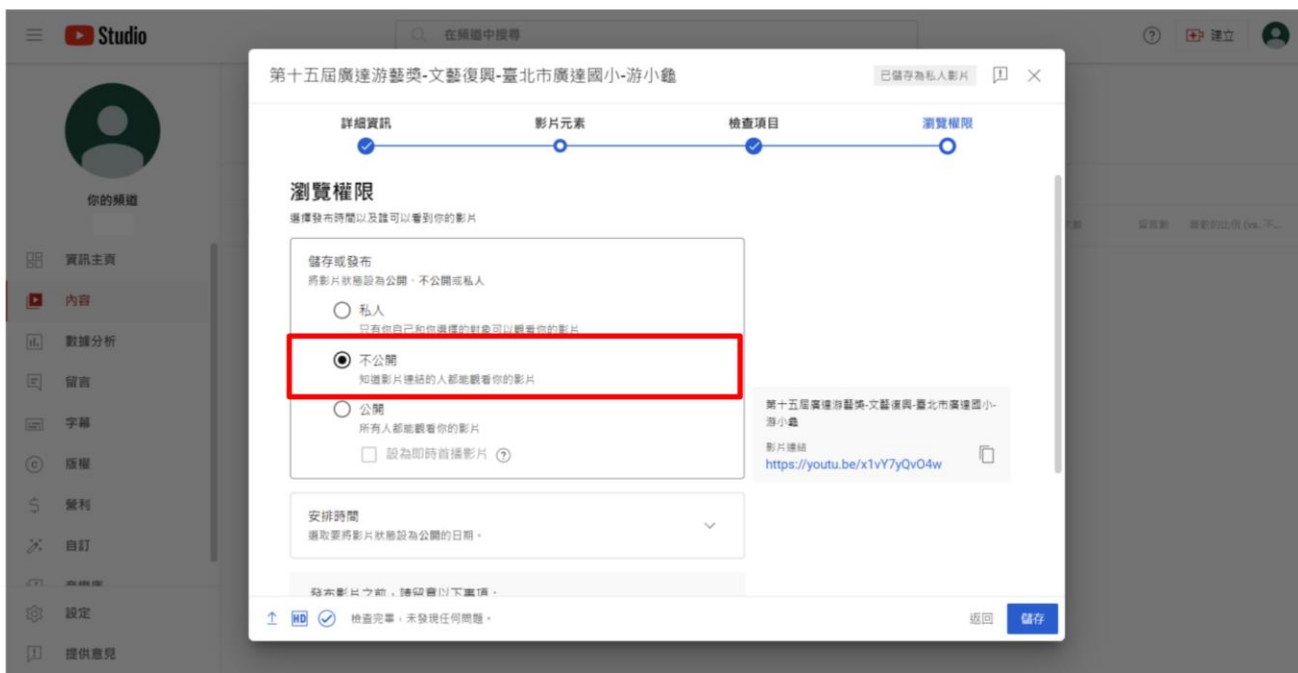 Studio
在頻道中搜尋
建立
第十五屆廣達游藝獎-文藝復興-臺北市廣達國小-游小龜
已儲存為私人影片
詳細資訊
影片元素
檢查項目
瀏覽權限
你的頻道
資訊主頁
內容
數據分析
留言
字幕
版權
營利
自訂
設定
提供意見
瀏覽權限
選擇發布時間以及誰可以看到你的影片
儲存或發布
將影片狀態設為公開、不公開或私人
私人
只有你自己和你選擇的對象可以觀看你的影片
不公開
知道影片連結的人都能觀看你的影片
公開
所有人都能觀看你的影片
設為即時首播影片
第十五屆廣達游藝獎-文藝復興-臺北市廣達國小-
游小龜
影片連結
https://youtu.be/x1vY7yQvO4w
安排時間
選取要將影片狀態設為公開的日期。
發布影片之前，請留意以下事項：
HD
檢查完畢，未發現任何問題。
返回
儲存